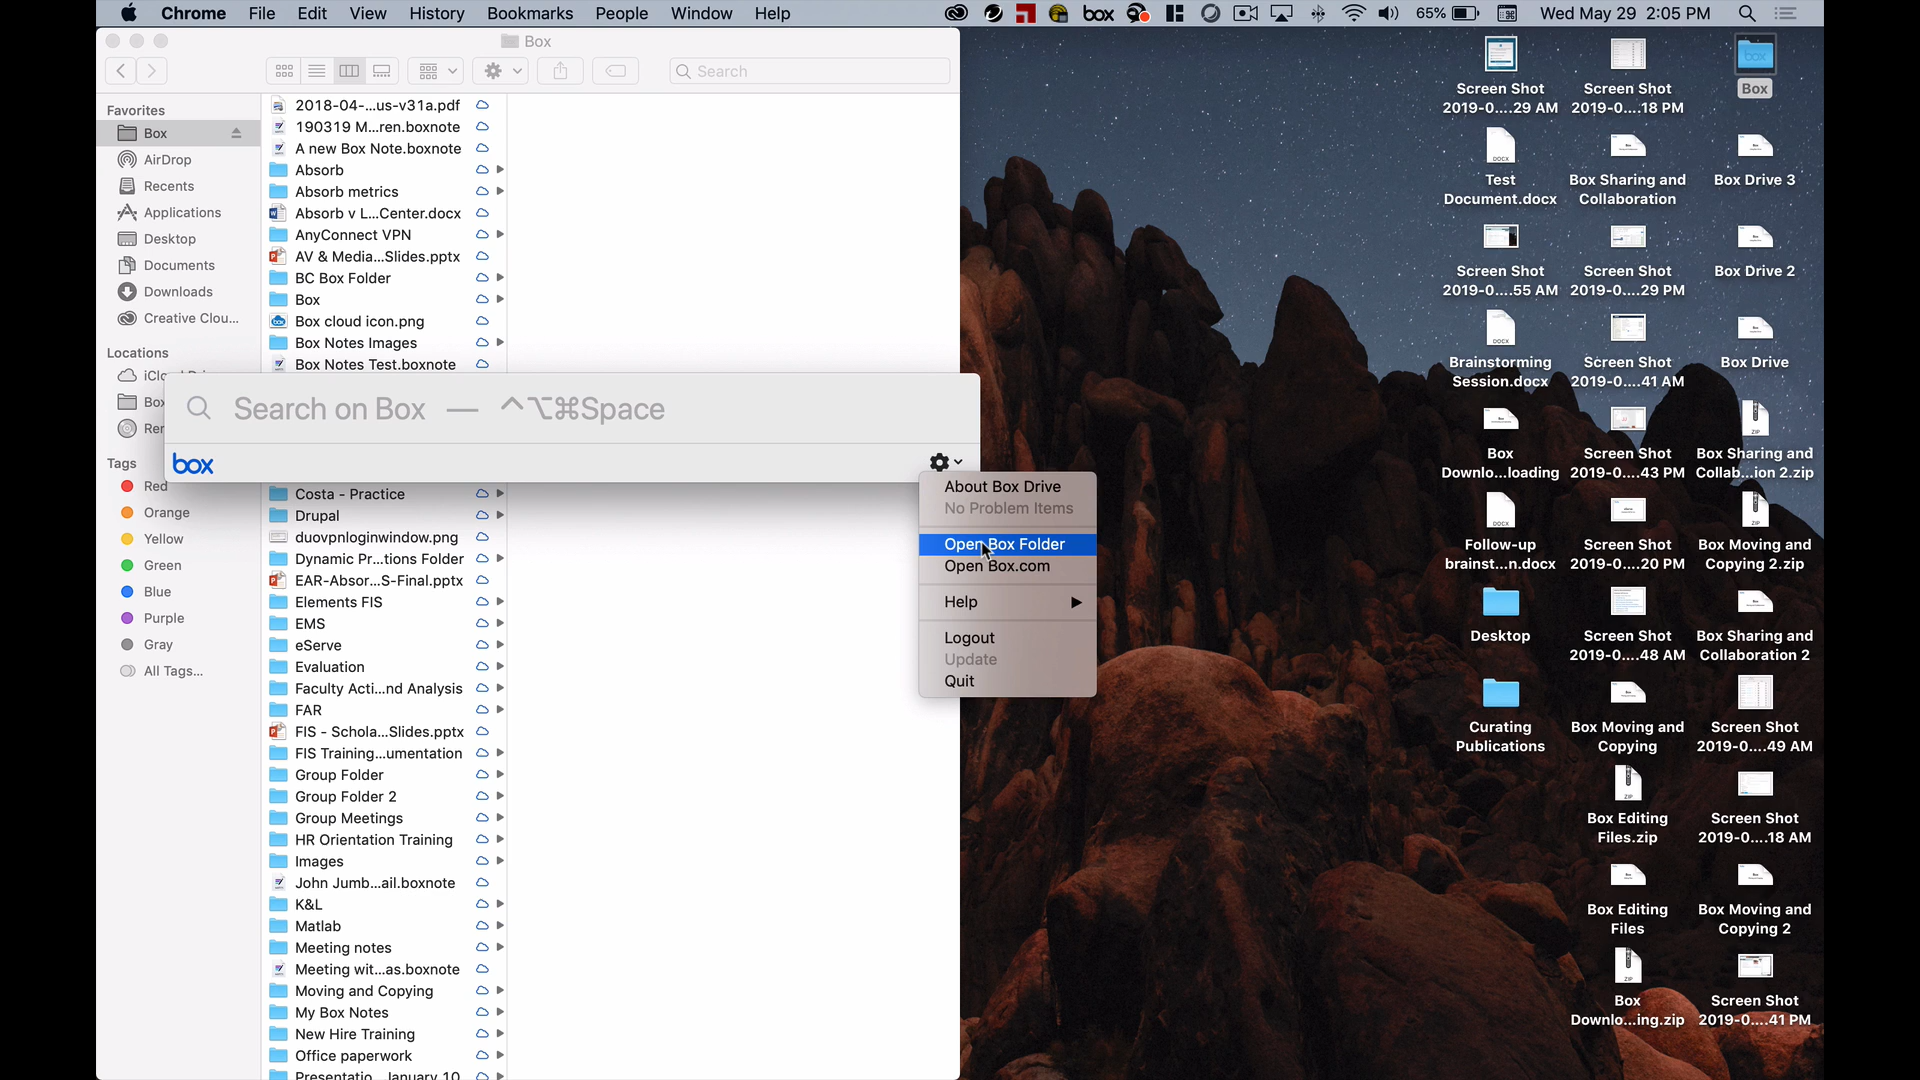 Chrome File Edit View History Bookmarks People Window Help
box 65% Wed May 29 2:05 PM
Box
Search
Favorites
Box
AirDrop
Recents
Applications
Desktop
Documents
Downloads
Creative Clou...
Locations
Tags
Red
Orange
Yellow
Green
Blue
Purple
Gray
All Tags...
2018-04-...us-v31a.pdf
190319 M...ren.boxnote
A new Box Note.boxnote
Absorb
Absorb metrics
Absorb v L...Center.docx
AnyConnect VPN
AV & Media...Slides.pptx
BC Box Folder
Box
Box cloud icon.png
Box Notes Images
Box Notes Test.boxnote
Search on Box — ^⌥⌘Space
box
Costa - Practice
Drupal
duovpnloginwindow.png
Dynamic Pr...tions Folder
EAR-Absor...S-Final.pptx
Elements FIS
EMS
eServe
Evaluation
Faculty Acti...nd Analysis
FAR
FIS - Schola...Slides.pptx
FIS Training...umentation
Group Folder
Group Folder 2
Group Meetings
HR Orientation Training
Images
John Jumb...ail.boxnote
K&L
Matlab
Meeting notes
Meeting wit...as.boxnote
Moving and Copying
My Box Notes
New Hire Training
Office paperwork
About Box Drive
No Problem Items
Open Box Folder
Open Box.com
Help
Logout
Update
Quit
Screen Shot
2019-0....29 AM
Test
Document.docx
Screen Shot
2019-0....55 AM
Brainstorming
Session.docx
Box
Downlo...loading
Follow-up
brainst...n.docx
Desktop
Curating
Publications
Screen Shot
2019-0....18 PM
Box Sharing and
Collaboration
Screen Shot
2019-0....29 PM
Screen Shot
2019-0....41 AM
Screen Shot
2019-0....43 PM
Screen Shot
2019-0....20 PM
Screen Shot
2019-0....48 AM
Box Moving and
Copying
Box Editing
Files.zip
Box Editing
Files
Box
Downlo...ing.zip
Box
Box Drive 3
Box Drive 2
Box Drive
Box Sharing and
Collab...ion 2.zip
Box Moving and
Copying 2.zip
Box Sharing and
Collaboration 2
Screen Shot
2019-0....49 AM
Screen Shot
2019-0....18 AM
Box Moving and
Copying 2
Screen Shot
2019-0....41 PM